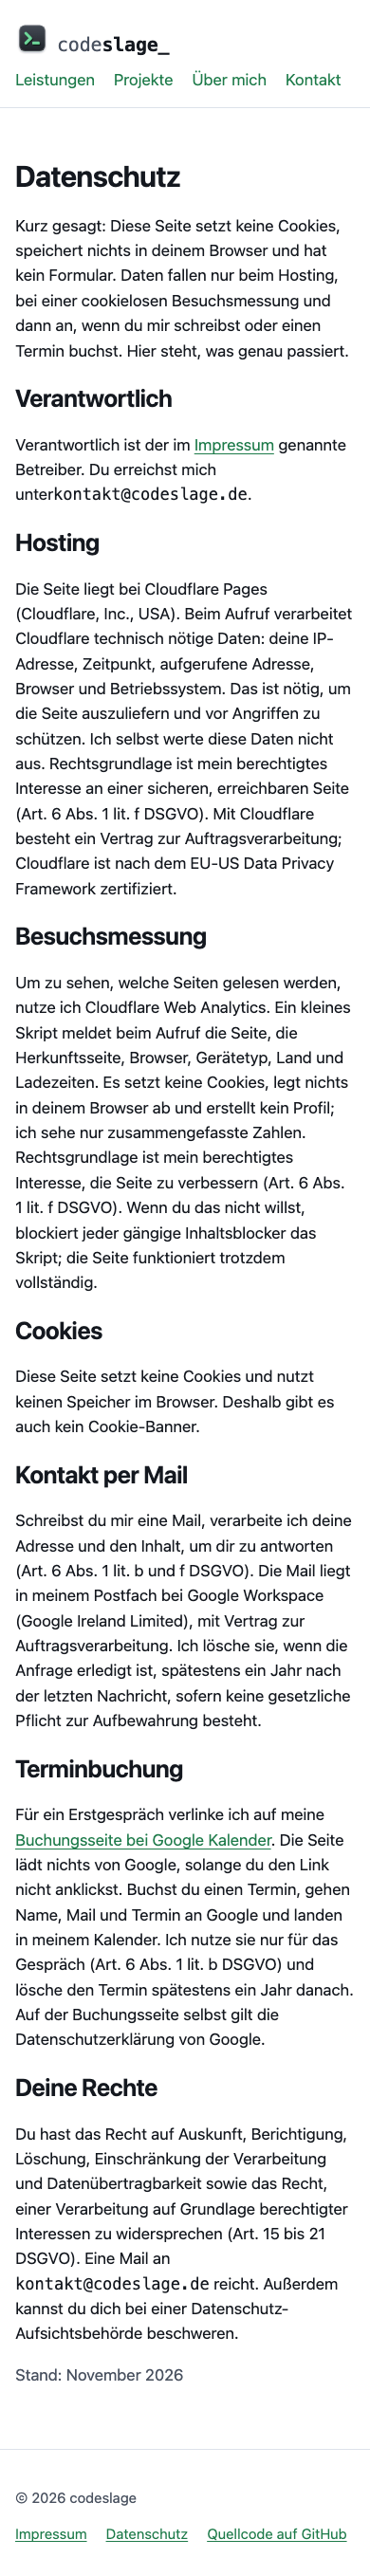 codeslage_
Leistungen Projekte Über mich Kontakt
Datenschutz
Kurz gesagt: Diese Seite setzt keine Cookies,
speichert nichts in deinem Browser und hat
kein Formular. Daten fallen nur beim Hosting,
bei einer cookielosen Besuchsmessung und
dann an, wenn du mir schreibst oder einen
Termin buchst. Hier steht, was genau passiert.
Verantwortlich
Verantwortlich ist der im Impressum genannte
Betreiber. Du erreichst mich
unterkontakt@codeslage.de.
Hosting
Die Seite liegt bei Cloudflare Pages
(Cloudflare, Inc., USA). Beim Aufruf verarbeitet
Cloudflare technisch nötige Daten: deine IP-
Adresse, Zeitpunkt, aufgerufene Adresse,
Browser und Betriebssystem. Das ist nötig, um
die Seite auszuliefern und vor Angriffen zu
schützen. Ich selbst werte diese Daten nicht
aus. Rechtsgrundlage ist mein berechtigtes
Interesse an einer sicheren, erreichbaren Seite
(Art. 6 Abs. 1 lit. f DSGVO). Mit Cloudflare
besteht ein Vertrag zur Auftragsverarbeitung;
Cloudflare ist nach dem EU-US Data Privacy
Framework zertifiziert.
Besuchsmessung
Um zu sehen, welche Seiten gelesen werden,
nutze ich Cloudflare Web Analytics. Ein kleines
Skript meldet beim Aufruf die Seite, die
Herkunftsseite, Browser, Gerätetyp, Land und
Ladezeiten. Es setzt keine Cookies, legt nichts
in deinem Browser ab und erstellt kein Profil;
ich sehe nur zusammengefasste Zahlen.
Rechtsgrundlage ist mein berechtigtes
Interesse, die Seite zu verbessern (Art. 6 Abs.
1 lit. f DSGVO). Wenn du das nicht willst,
blockiert jeder gängige Inhaltsblocker das
Skript; die Seite funktioniert trotzdem
vollständig.
Cookies
Diese Seite setzt keine Cookies und nutzt
keinen Speicher im Browser. Deshalb gibt es
auch kein Cookie-Banner.
Kontakt per Mail
Schreibst du mir eine Mail, verarbeite ich deine
Adresse und den Inhalt, um dir zu antworten
(Art. 6 Abs. 1 lit. b und f DSGVO). Die Mail liegt
in meinem Postfach bei Google Workspace
(Google Ireland Limited), mit Vertrag zur
Auftragsverarbeitung. Ich lösche sie, wenn die
Anfrage erledigt ist, spätestens ein Jahr nach
der letzten Nachricht, sofern keine gesetzliche
Pflicht zur Aufbewahrung besteht.
Terminbuchung
Für ein Erstgespräch verlinke ich auf meine
Buchungsseite bei Google Kalender. Die Seite
lädt nichts von Google, solange du den Link
nicht anklickst. Buchst du einen Termin, gehen
Name, Mail und Termin an Google und landen
in meinem Kalender. Ich nutze sie nur für das
Gespräch (Art. 6 Abs. 1 lit. b DSGVO) und
lösche den Termin spätestens ein Jahr danach.
Auf der Buchungsseite selbst gilt die
Datenschutzerklärung von Google.
Deine Rechte
Du hast das Recht auf Auskunft, Berichtigung,
Löschung, Einschränkung der Verarbeitung
und Datenübertragbarkeit sowie das Recht,
einer Verarbeitung auf Grundlage berechtigter
Interessen zu widersprechen (Art. 15 bis 21
DSGVO). Eine Mail an
kontakt@codeslage.de reicht. Außerdem
kannst du dich bei einer Datenschutz-
Aufsichtsbehörde beschweren.
Stand: November 2026
© 2026 codeslage
Impressum Datenschutz Quellcode auf GitHub